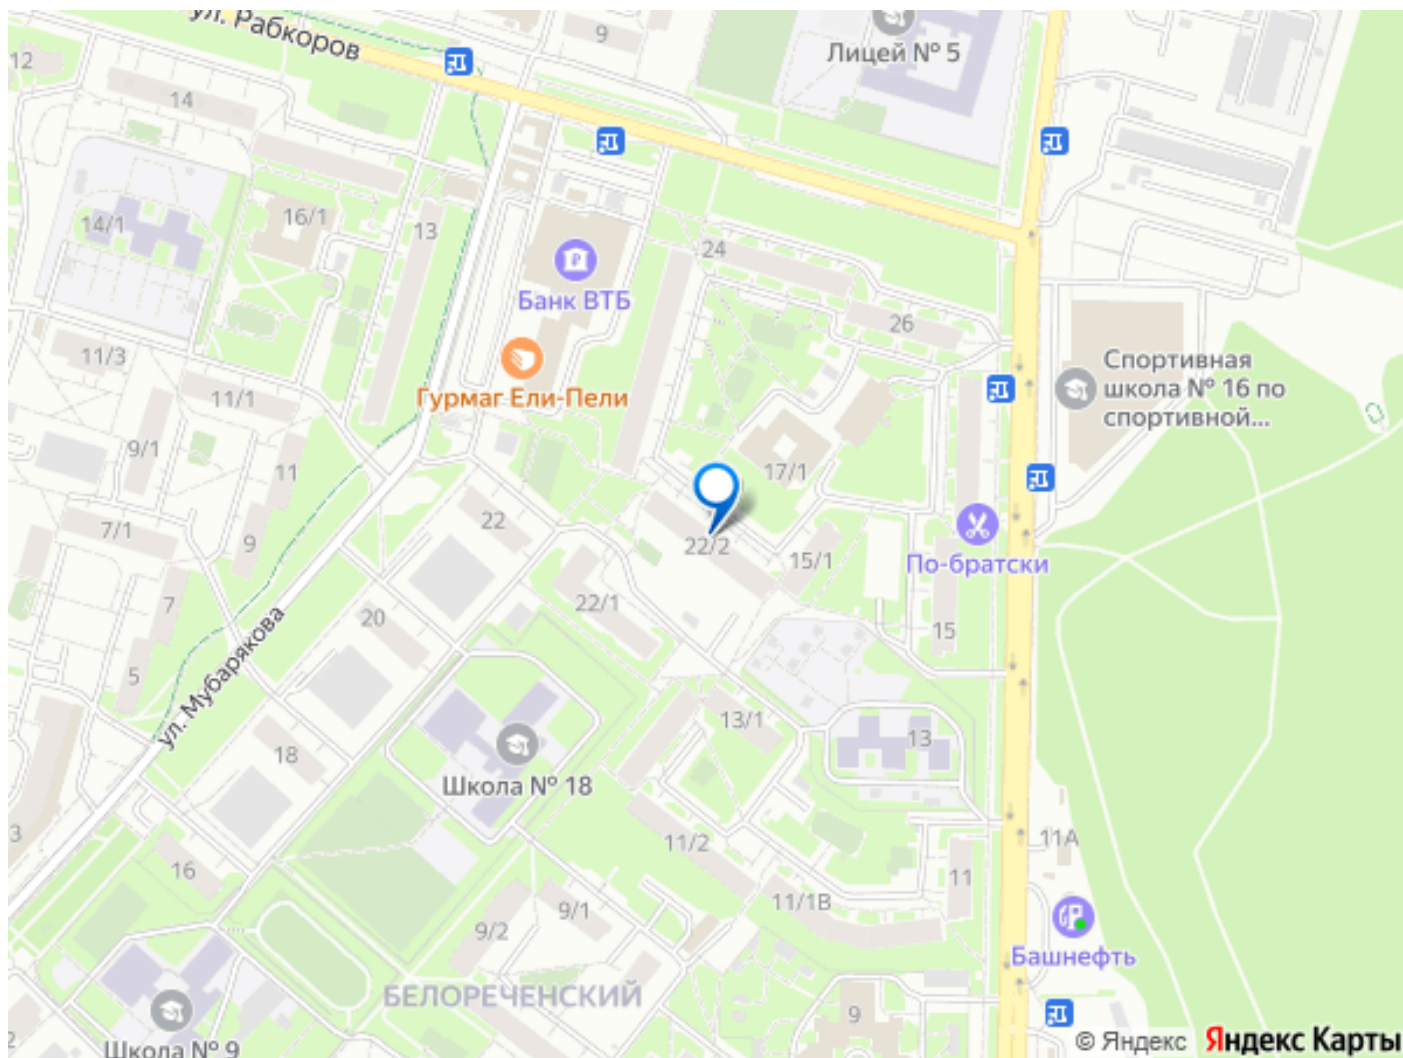 ул. Рабкоров
9
Лицей № 5
12
14
14/1
16/1
13
24
Банк ВТБ
26
11/3
Гурмаг Ели-Пели
11/1
Спортивная
школа № 16 по
спортивной...
9/1
11
17/1
7/1
9
22
22/2
15/1
По-братски
7
20
22/1
15
5
ул. Мубарякова
18
13/1
13
Школа № 18
3
16
11/2
11А
11
11/1В
9/1
9/2
Башнефть
БЕЛОРЕЧЕНСКИЙ
9
2
Школа № 9
© Яндекс Яндекс Карты